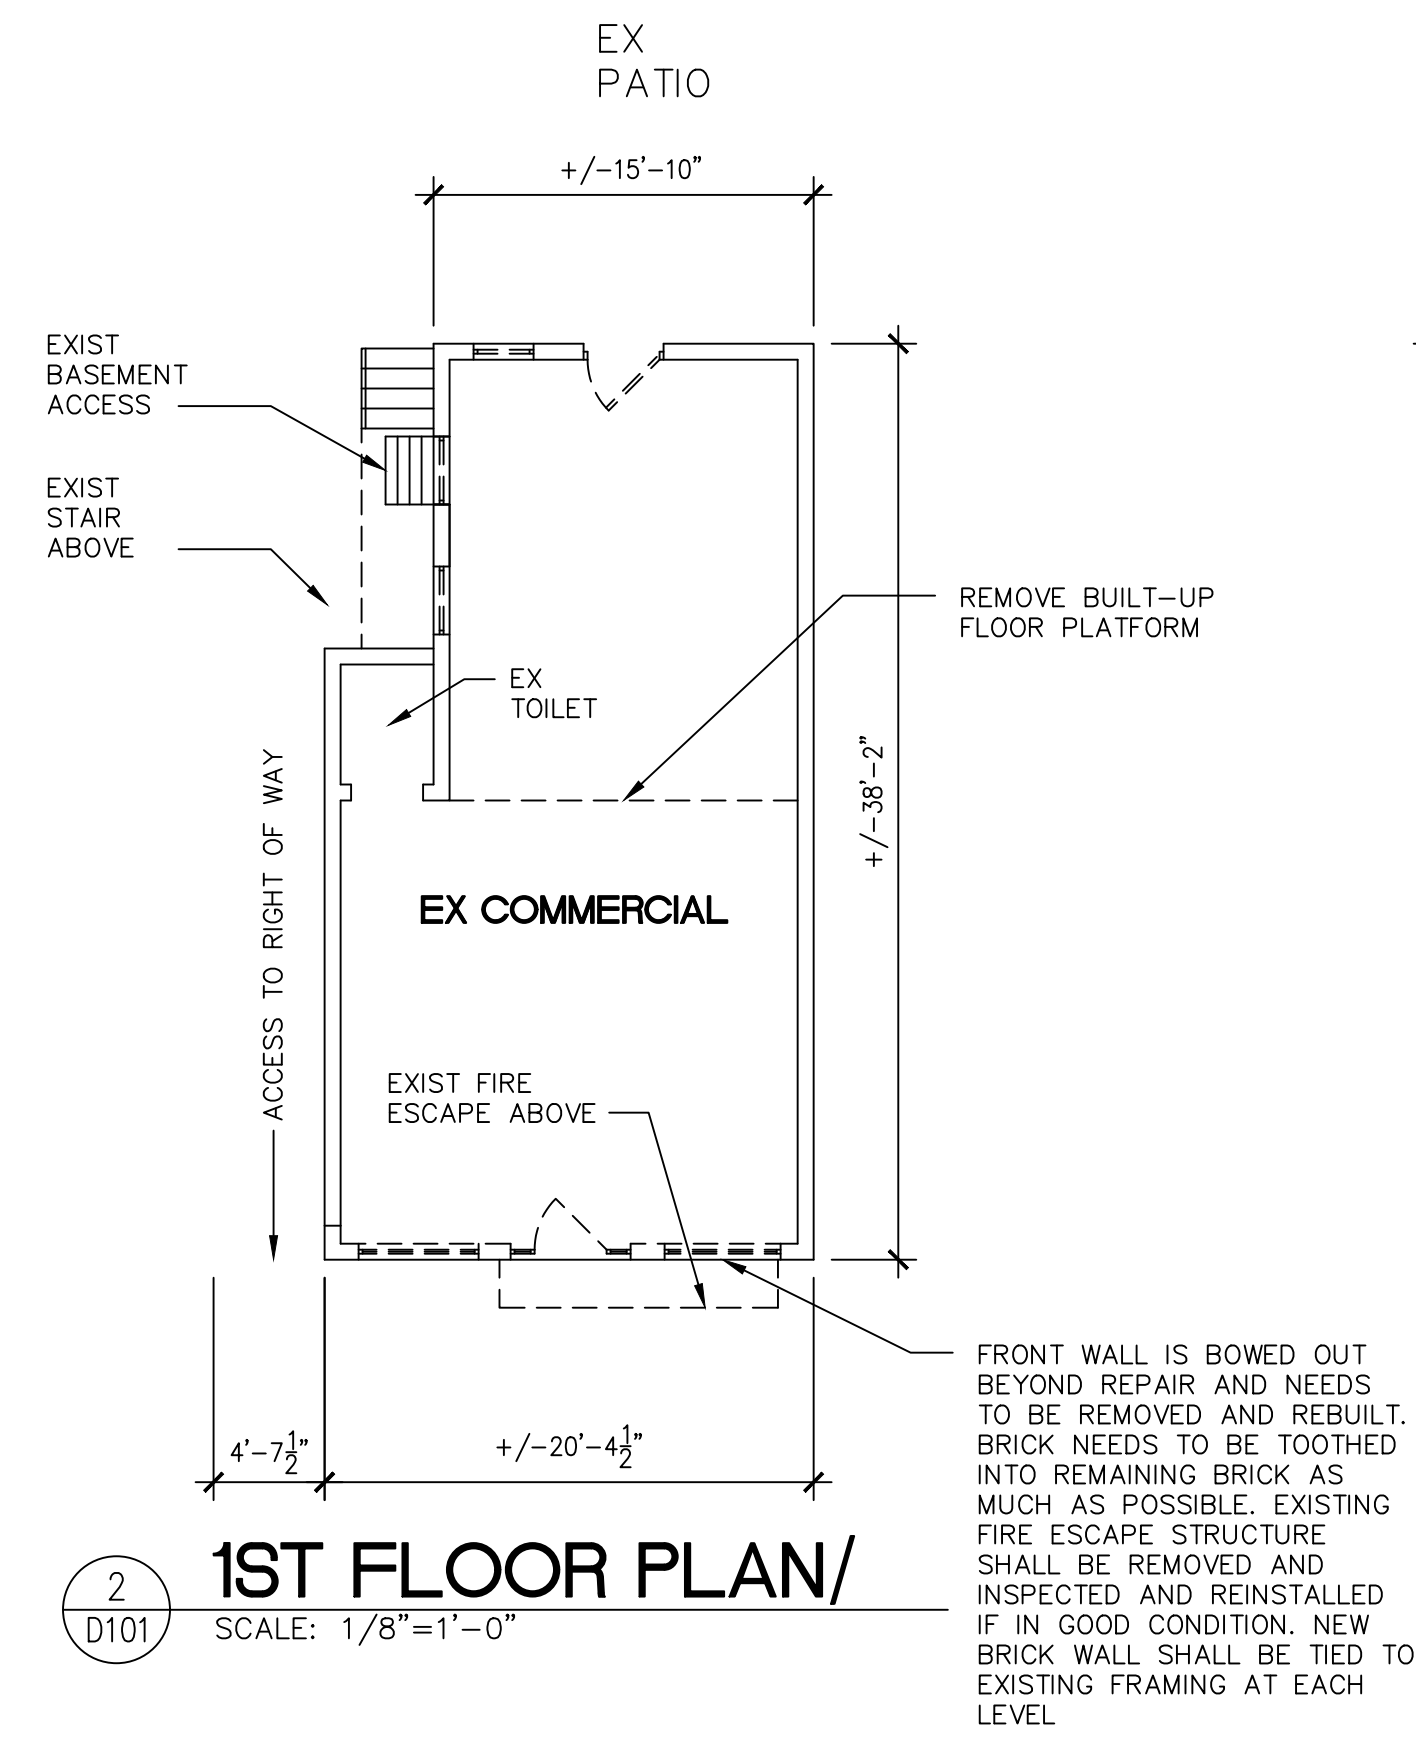 EX
PATIO
+/-15'-10"
EXIST
BASEMENT
ACCESS
EXIST
STAIR
ABOVE
REMOVE BUILT-UP
FLOOR PLATFORM
EX
TOILET
ACCESS TO RIGHT OF WAY
+/-38'-2"
EX COMMERCIAL
EXIST FIRE
ESCAPE ABOVE
FRONT WALL IS BOWED OUT
BEYOND REPAIR AND NEEDS
TO BE REMOVED AND REBUILT.
BRICK NEEDS TO BE TOOTHED
INTO REMAINING BRICK AS
MUCH AS POSSIBLE. EXISTING
FIRE ESCAPE STRUCTURE
SHALL BE REMOVED AND
INSPECTED AND REINSTALLED
IF IN GOOD CONDITION. NEW
BRICK WALL SHALL BE TIED TO
EXISTING FRAMING AT EACH
LEVEL
4'-7½"
+/-20'-4½"
2
D101
1ST FLOOR PLAN/
SCALE: 1/8"=1'-0"